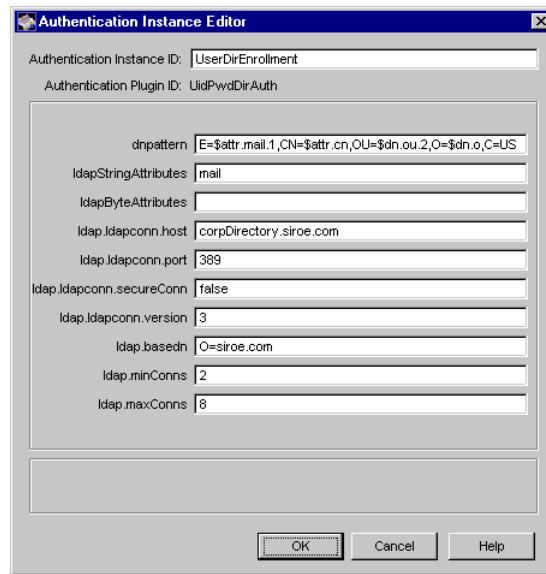 Authentication Instance Editor
Authentication Instance ID: UserDirEnrollment
Authentication Plugin ID: UidPwdDirAuth
dnpattern E=$attr.mail.1,CN=$attr.cn,OU=$dn.ou.2,O=$dn.o,C=US
ldapStringAttributes mail
ldapByteAttributes
ldap.ldapconn.host corpDirectory.siroe.com
ldap.ldapconn.port 389
ldap.ldapconn.secureConn false
ldap.ldapconn.version 3
ldap.basedn O=siroe.com
ldap.minConns 2
ldap.maxConns 8
OK Cancel Help